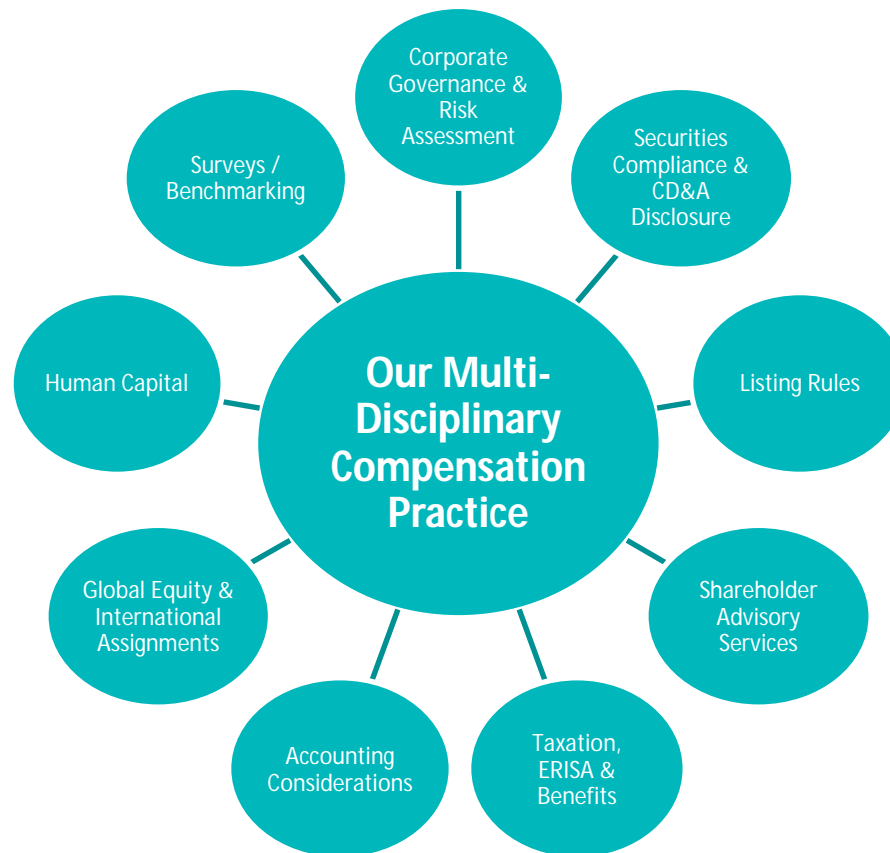 Corporate
Governance &
Risk
Assessment
Securities
Compliance &
CD&A
Disclosure
Listing Rules
Shareholder
Advisory
Services
Taxation,
ERISA &
Benefits
Accounting
Considerations
Global Equity &
International
Assignments
Human Capital
Surveys /
Benchmarking
Our Multi-
Disciplinary
Compensation
Practice